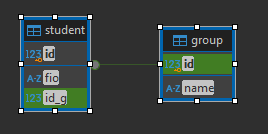 student
123 id
A-Z fio
123 id_g
group
123 id
A-Z name